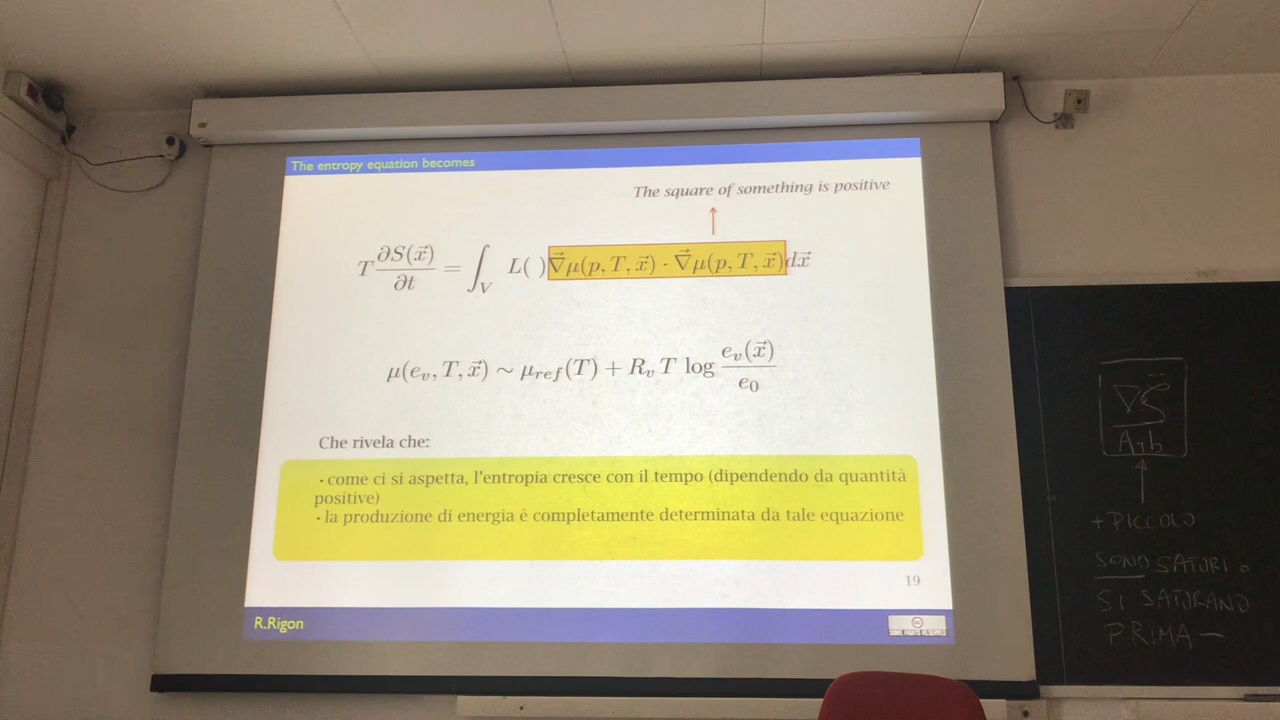 The entropy equation becomes
The square of something is positive
T ∂S(x⃗)/∂t = ∫_V L( ) ∇⃗μ(p, T, x⃗) · ∇⃗μ(p, T, x⃗)dx⃗
μ(e_v, T, x⃗) ∼ μ_ref(T) + R_v T log e_v(x⃗)/e_0
Che rivela che:
· come ci si aspetta, l'entropia cresce con il tempo (dipendendo da quantità
positive)
· la produzione di energia è completamente determinata da tale equazione
19
R.Rigon
+ PICCOLO
SONO SATURI o
SI SATURANO
PRIMA —